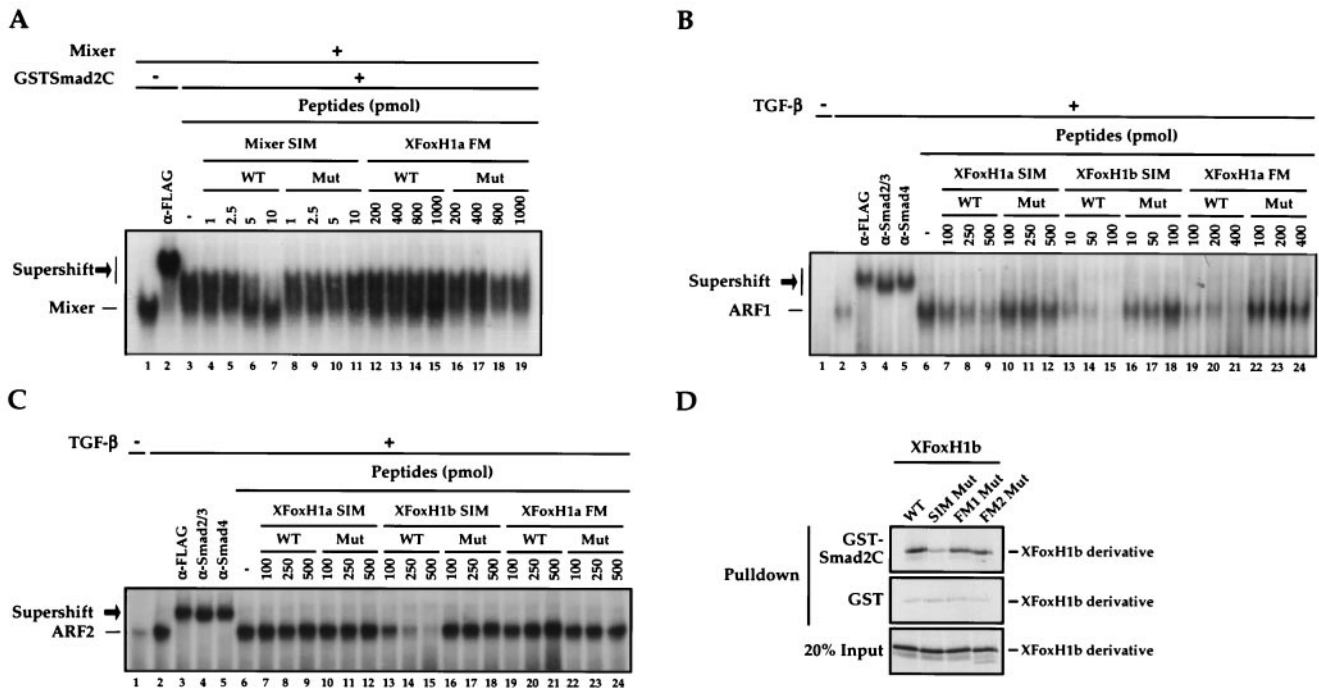 A
Mixer +
GSTSmad2C - +
Peptides (pmol)
Mixer SIM XFoxH1a FM
WT Mut WT Mut
α-FLAG - 1 2.5 5 10 1 2.5 5 10 200 400 800 1000 200 400 800 1000
Supershift
Mixer
1 2 3 4 5 6 7 8 9 10 11 12 13 14 15 16 17 18 19
B
TGF-β - +
Peptides (pmol)
XFoxH1a SIM XFoxH1b SIM XFoxH1a FM
WT Mut WT Mut WT Mut
α-FLAG α-Smad2/3 α-Smad4 - 100 250 500 100 250 500 10 50 100 10 50 100 100 200 400 100 200 400
Supershift
ARF1
1 2 3 4 5 6 7 8 9 10 11 12 13 14 15 16 17 18 19 20 21 22 23 24
C
TGF-β - +
Peptides (pmol)
XFoxH1a SIM XFoxH1b SIM XFoxH1a FM
WT Mut WT Mut WT Mut
α-FLAG α-Smad2/3 α-Smad4 - 100 250 500 100 250 500 100 250 500 100 250 500 100 250 500 100 250 500
Supershift
ARF2
1 2 3 4 5 6 7 8 9 10 11 12 13 14 15 16 17 18 19 20 21 22 23 24
D
XFoxH1b
WT SIM Mut FM1 Mut FM2 Mut
Pulldown
GST-
Smad2C
XFoxH1b derivative
GST
XFoxH1b derivative
20% Input
XFoxH1b derivative